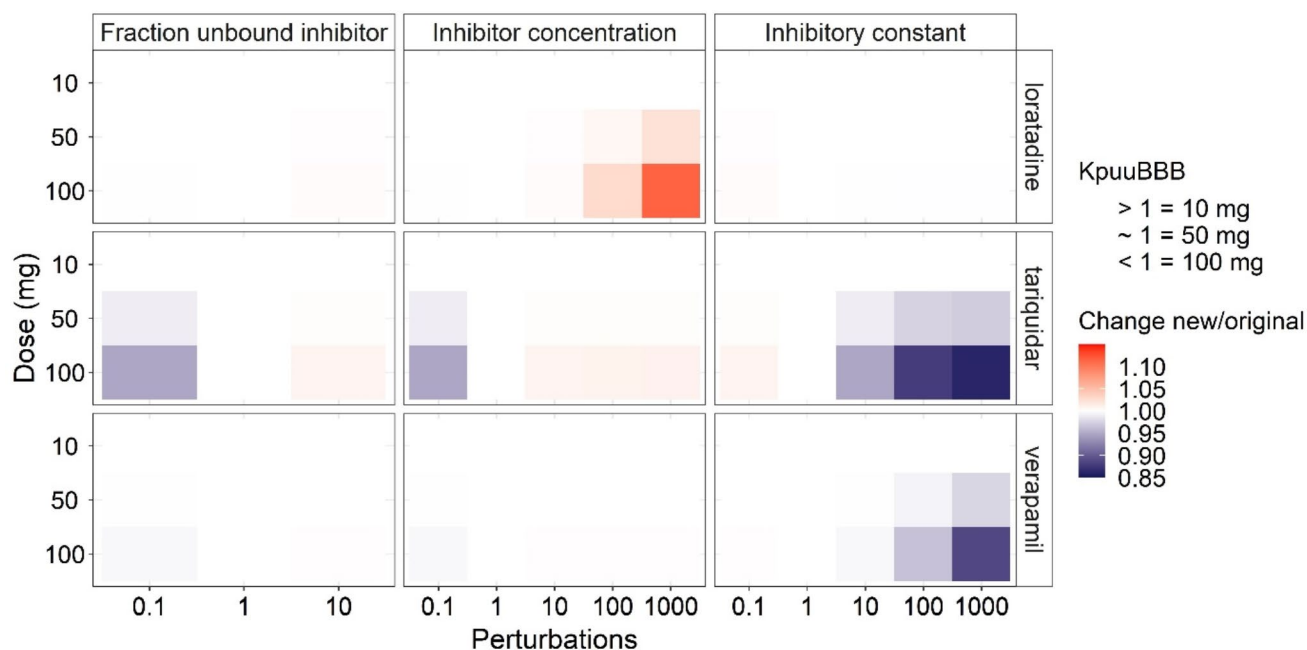 Fraction unbound inhibitor
Inhibitor concentration
Inhibitory constant
10
50
100
loratadine
10
50
100
tariquidar
10
50
100
verapamil
Dose (mg)
0.1 1 10
0.1 1 10 100 1000
0.1 1 10 100 1000
Perturbations
KpuuBBB
> 1 = 10 mg
~ 1 = 50 mg
< 1 = 100 mg
Change new/original
1.10
1.05
1.00
0.95
0.90
0.85